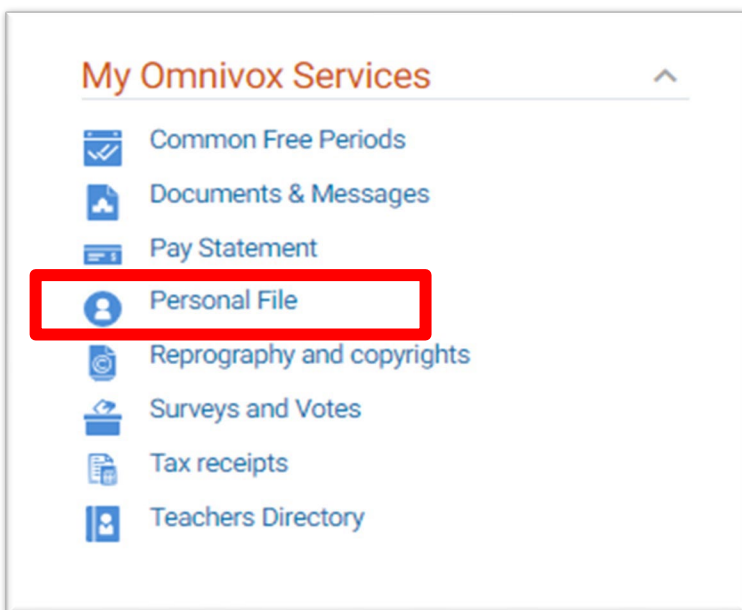 My Omnivox Services
Common Free Periods
Documents & Messages
Pay Statement
Personal File
Reprography and copyrights
Surveys and Votes
Tax receipts
Teachers Directory